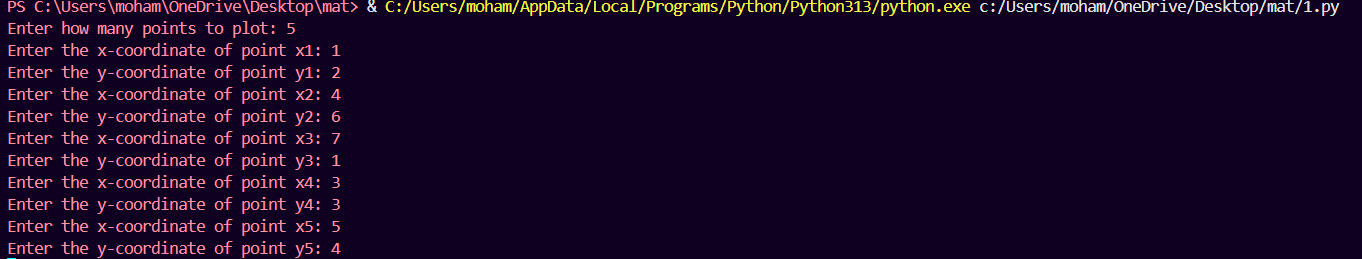 PS C:\Users\moham\OneDrive\Desktop\mat> & C:/Users/moham/AppData/Local/Programs/Python/Python313/python.exe c:/Users/moham/OneDrive/Desktop/mat/1.py
Enter how many points to plot: 5
Enter the x-coordinate of point x1: 1
Enter the y-coordinate of point y1: 2
Enter the x-coordinate of point x2: 4
Enter the y-coordinate of point y2: 6
Enter the x-coordinate of point x3: 7
Enter the y-coordinate of point y3: 1
Enter the x-coordinate of point x4: 3
Enter the y-coordinate of point y4: 3
Enter the x-coordinate of point x5: 5
Enter the y-coordinate of point y5: 4